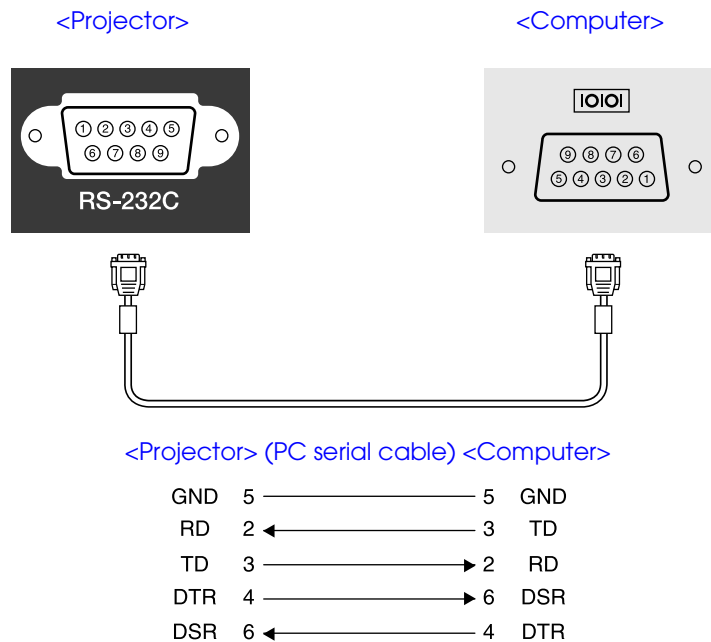 <Projector> <Computer>
IOIOI
① ② ③ ④ ⑤
⑥ ⑦ ⑧ ⑨
RS-232C
⑨ ⑧ ⑦ ⑥
⑤ ④ ③ ② ①
<Projector> (PC serial cable) <Computer>
GND 5 5 GND
RD 2 3 TD
TD 3 2 RD
DTR 4 6 DSR
DSR 6 4 DTR